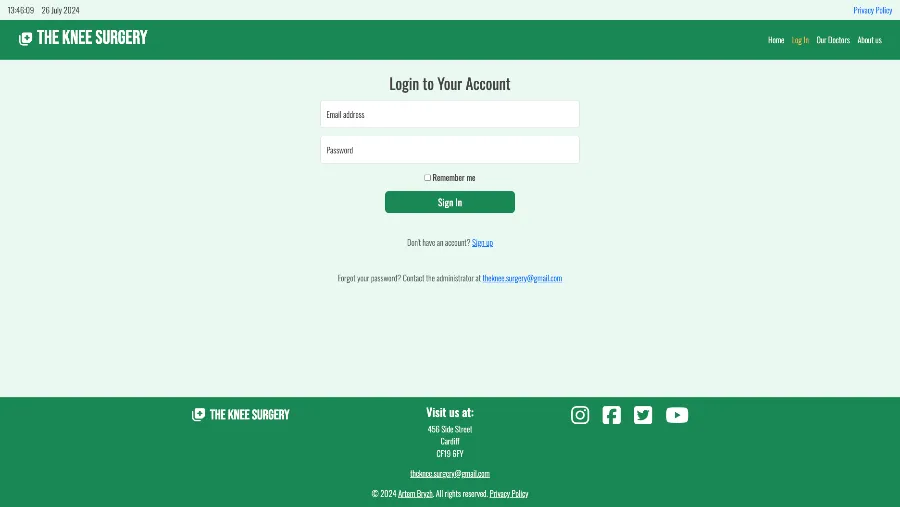 13:46:09 26 July 2024 Privacy Policy
THE KNEE SURGERY
Home Log In Our Doctors About us
Login to Your Account
Email address
Password
Remember me
Sign In
Don't have an account? Sign up
Forgot your password? Contact the administrator at theknee.surgery@gmail.com
THE KNEE SURGERY
Visit us at:
456 Side Street
Cardiff
CF19 6FY
theknee.surgery@gmail.com
© 2024 Artem Bryzh. All rights reserved. Privacy Policy